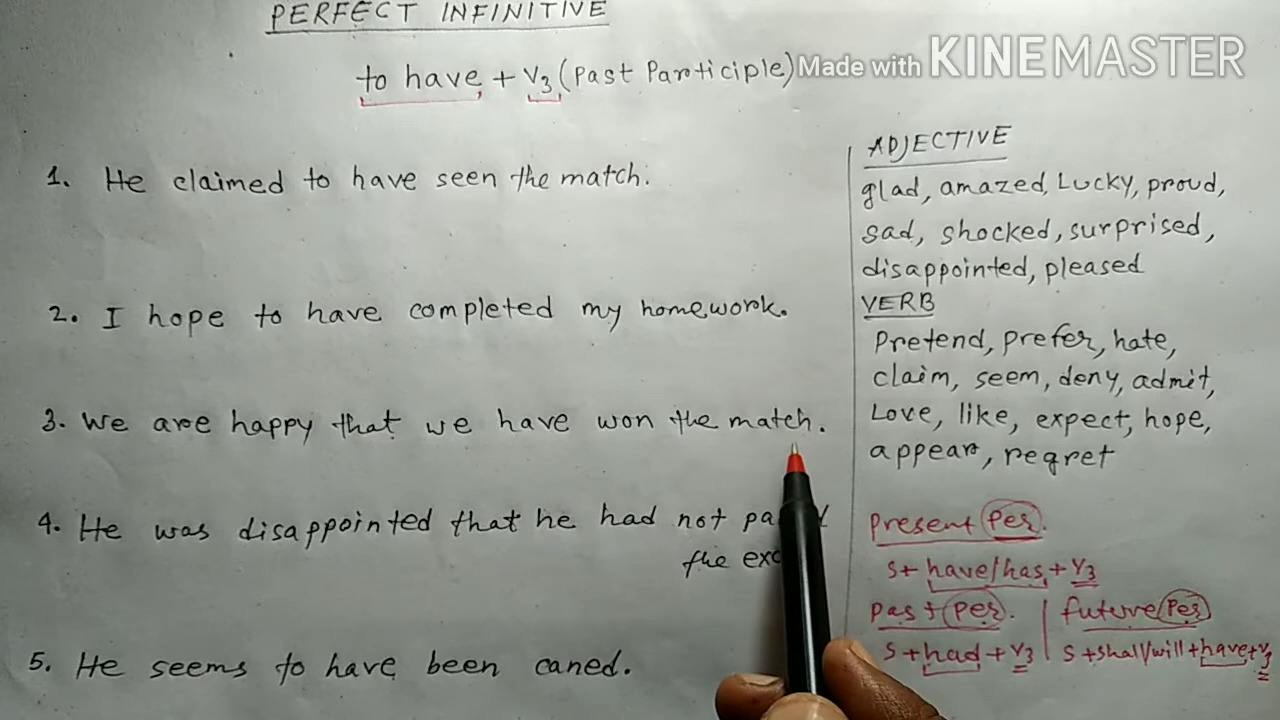 PERFECT INFINITIVE
to have + V3 (Past Participle)
Made with KINEMASTER
1. He claimed to have seen the match.
2. I hope to have completed my homework.
3. We are happy that we have won the match.
4. He was disappointed that he had not
the
5. He seems to have been caned.
ADJECTIVE
glad, amazed, Lucky, proud,
sad, shocked, surprised,
disappointed, pleased
VERB
Pretend, prefer, hate,
claim, seem, deny, admit,
Love, like, expect, hope,
appear, regret
Present Per.
S + have/has + V3
Past Per.
S + had + V3
future Per
S + shall/will + have + V3